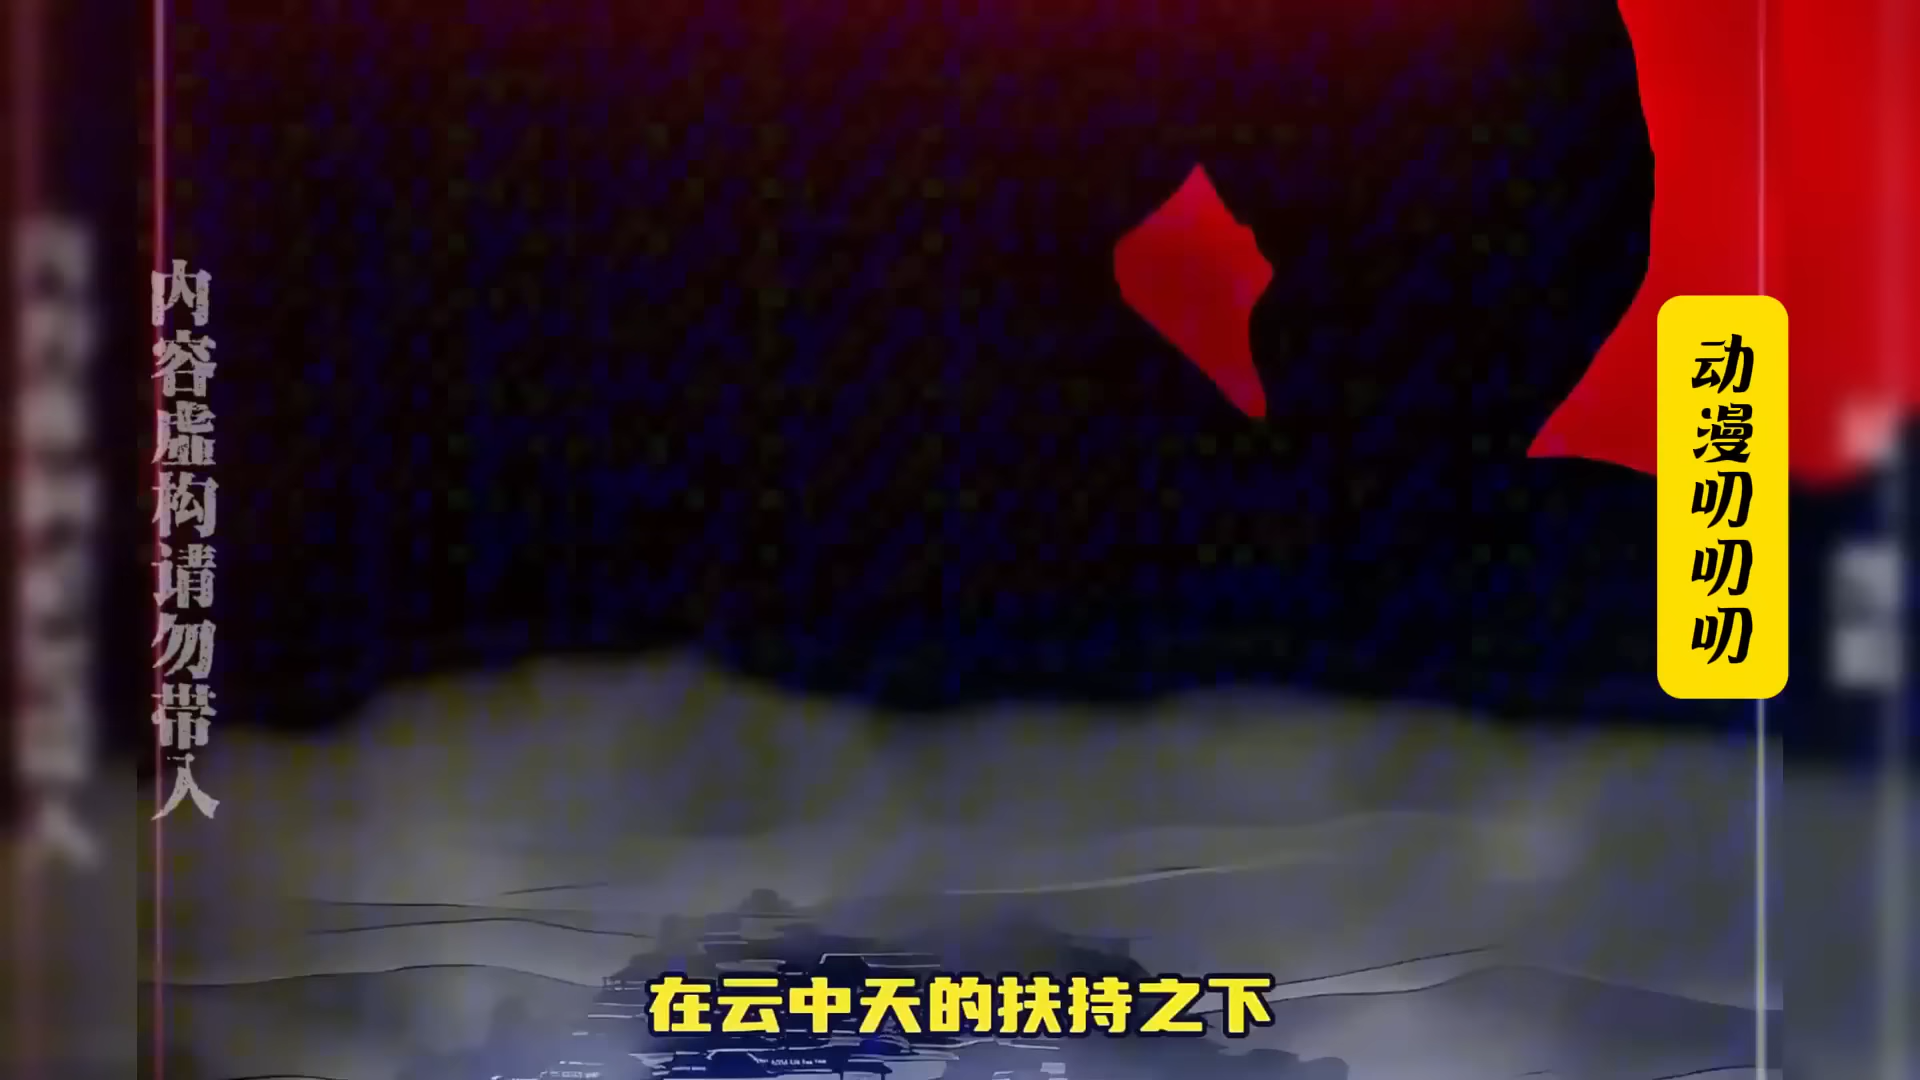 内容虚构请勿带入
动漫叨叨叨
在云中天的扶持之下